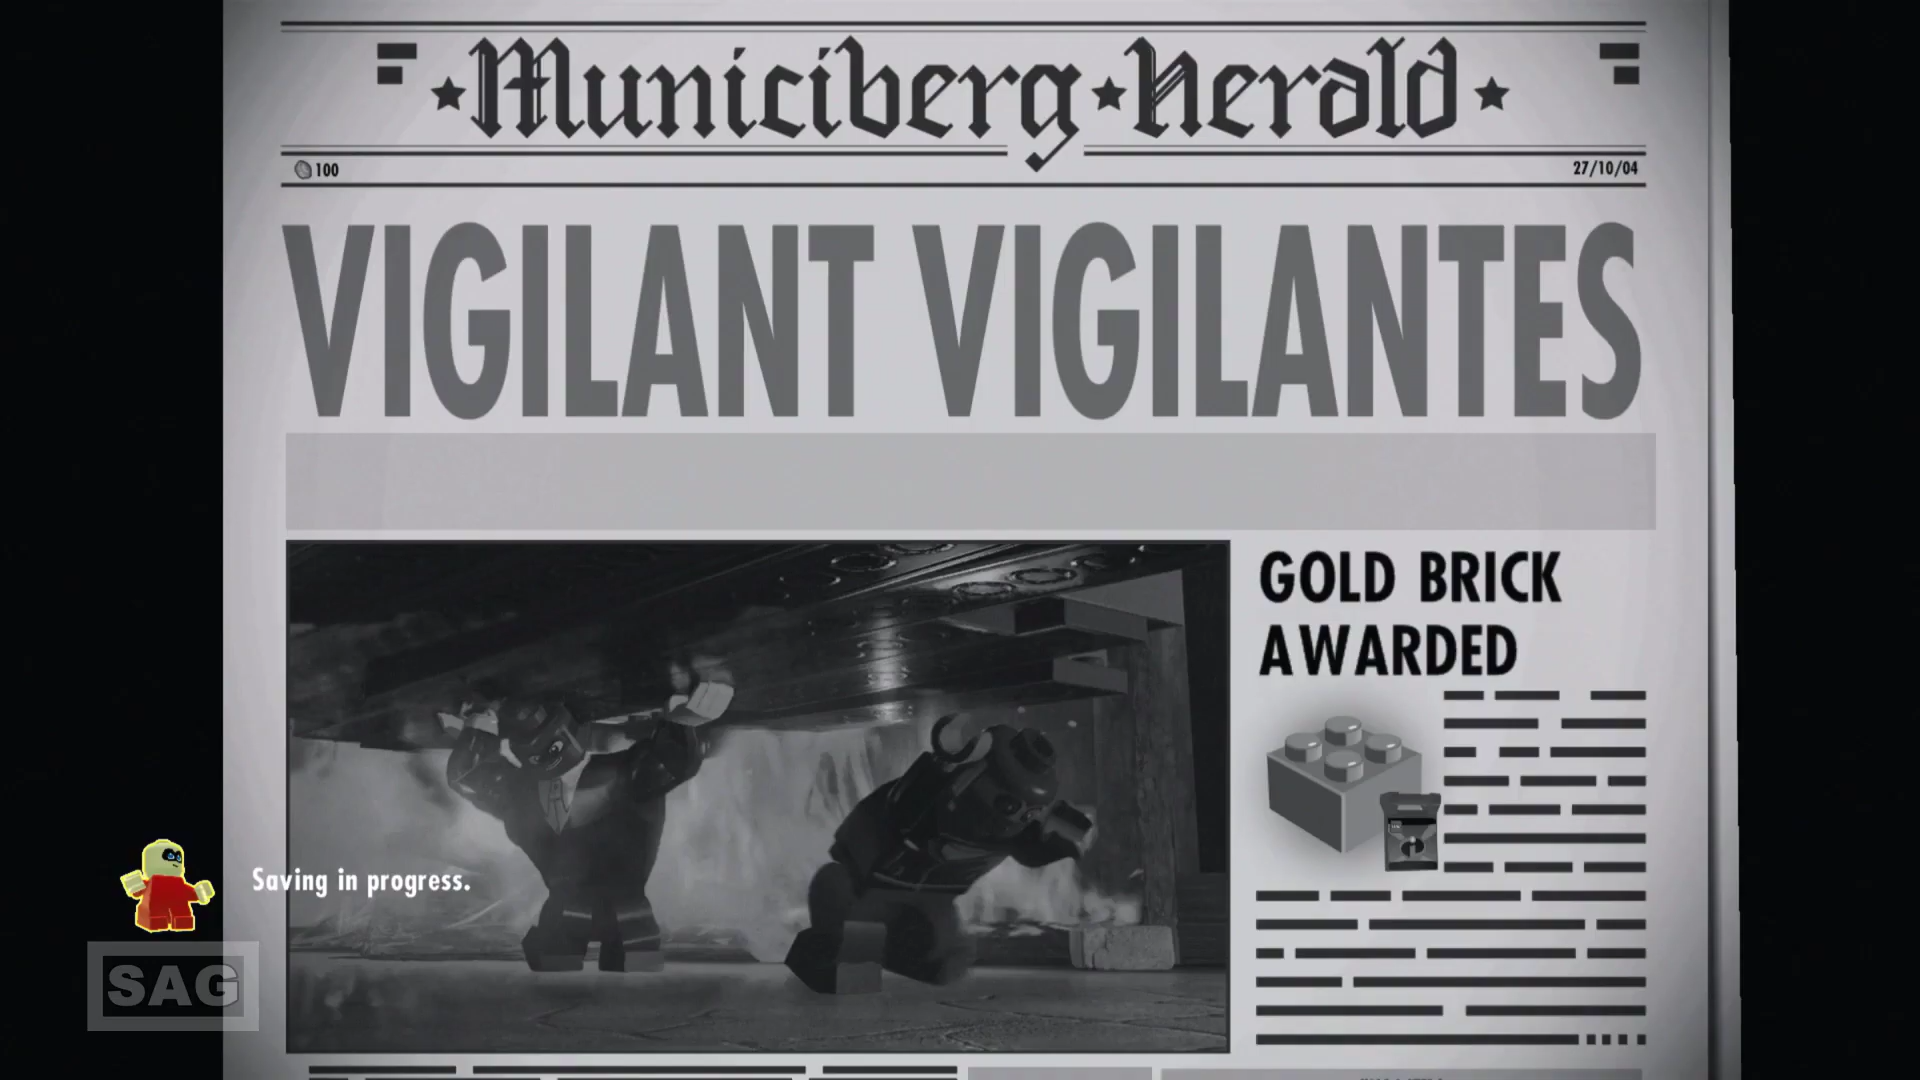 Municiberg Herald
100
27/10/04
VIGILANT VIGILANTES
GOLD BRICK
AWARDED
Saving in progress.
SAG